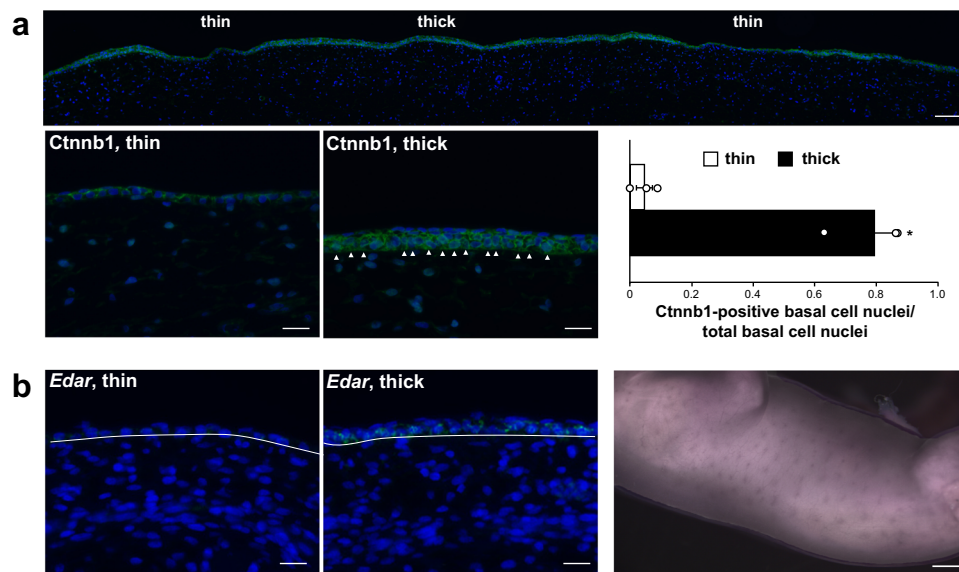 a
thin thick thin
Ctnnb1, thin
Ctnnb1, thick
thin thick
*
0 0.2 0.4 0.6 0.8 1.0
Ctnnb1-positive basal cell nuclei/
total basal cell nuclei
b
Edar, thin
Edar, thick